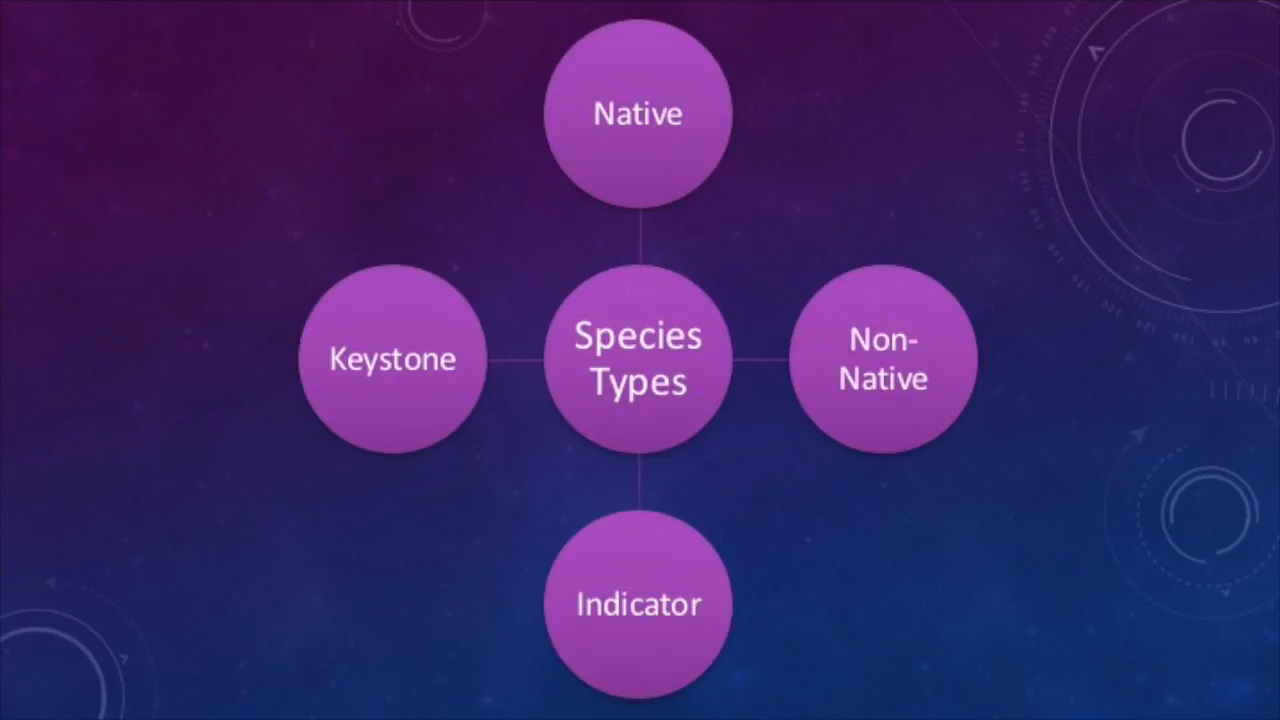 Native
Keystone
Species
Types
Non-
Native
Indicator